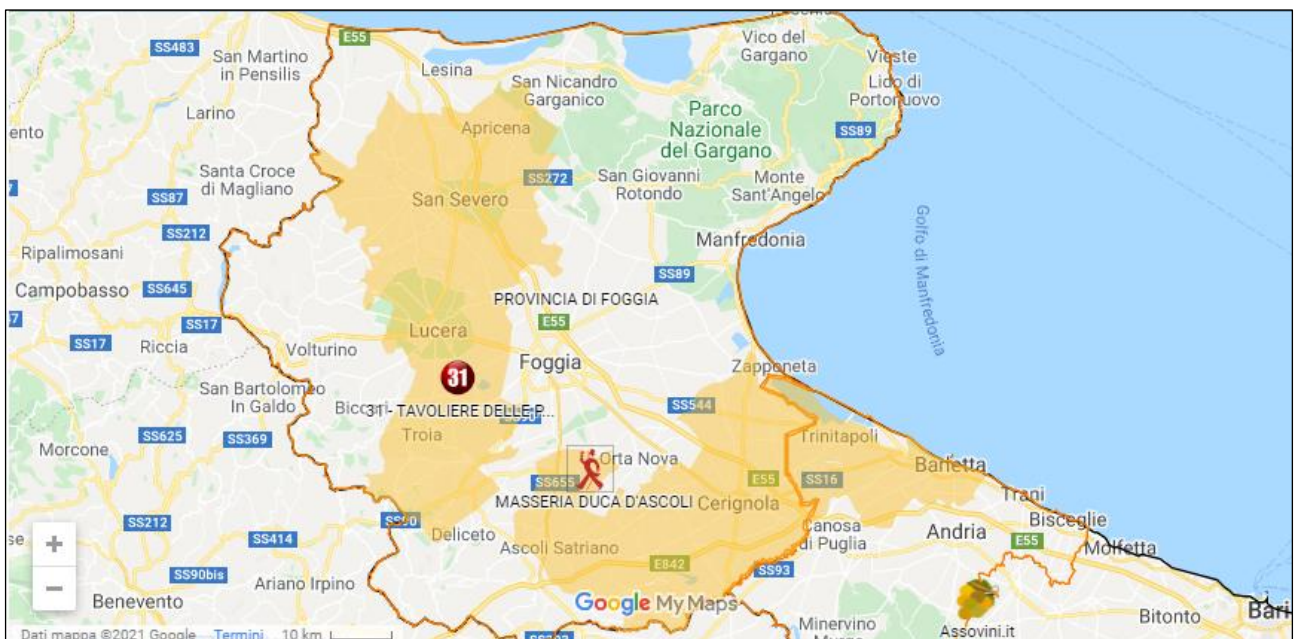 E55
SS483
San Martino
in Pensilis
Lesina
Vico del
Gargano
Vieste
Lido di
Portonuovo
San Nicandro
Garganico
Larino
Apricena
Parco
Nazionale
del Gargano
SS89
Santa Croce
di Magliano
SS87
SS272
San Giovanni
Rotondo
Monte
Sant'Angelo
San Severo
SS212
Ripalimosani
Manfredonia
Golfo di Manfredonia
SS89
Campobasso
SS645
PROVINCIA DI FOGGIA
SS17
E55
Lucera
SS17
Riccia
Volturino
Foggia
Zapponeta
31
San Bartolomeo
In Galdo
Biccari
31 - TAVOLIERE DELLE P...
SS90
SS544
SS625
SS369
Troia
Trinitapoli
Morcone
Orta Nova
Barletta
SS655
E55
SS16
Trani
MASSERIA DUCA D'ASCOLI
Cerignola
Bisceglie
SS212
SS90
Deliceto
Canosa
di Puglia
Andria
E55
Molfetta
SS414
Ascoli Satriano
E842
SS93
SS90bis
Ariano Irpino
Benevento
Google My Maps
Minervino
Assovini.it
Bitonto
Bari
Dati mappa ©2021 Google
Termini
10 km